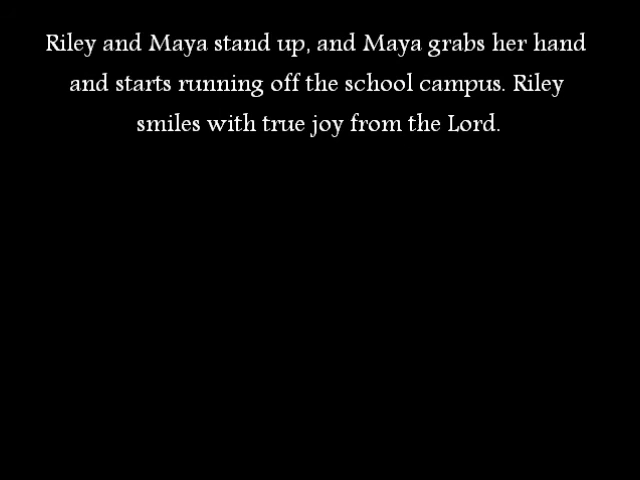 Riley and Maya stand up, and Maya grabs her hand
and starts running off the school campus. Riley
smiles with true joy from the Lord.